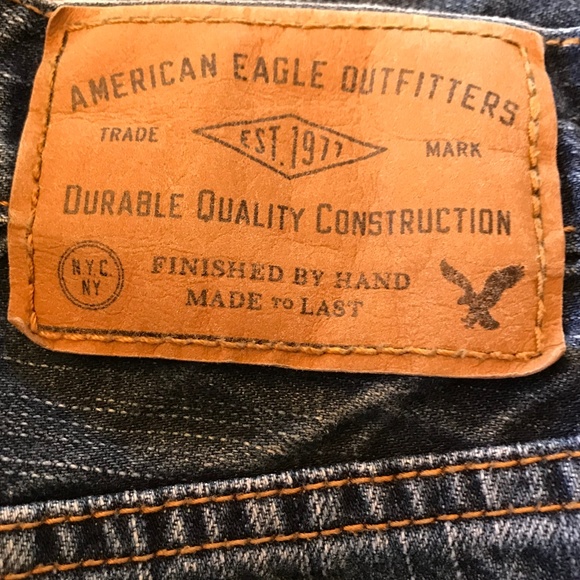 AMERICAN EAGLE OUTFITTERS
TRADE EST. 1977 MARK
DURABLE QUALITY CONSTRUCTION
N.Y.C.
NY
FINISHED BY HAND
MADE TO LAST